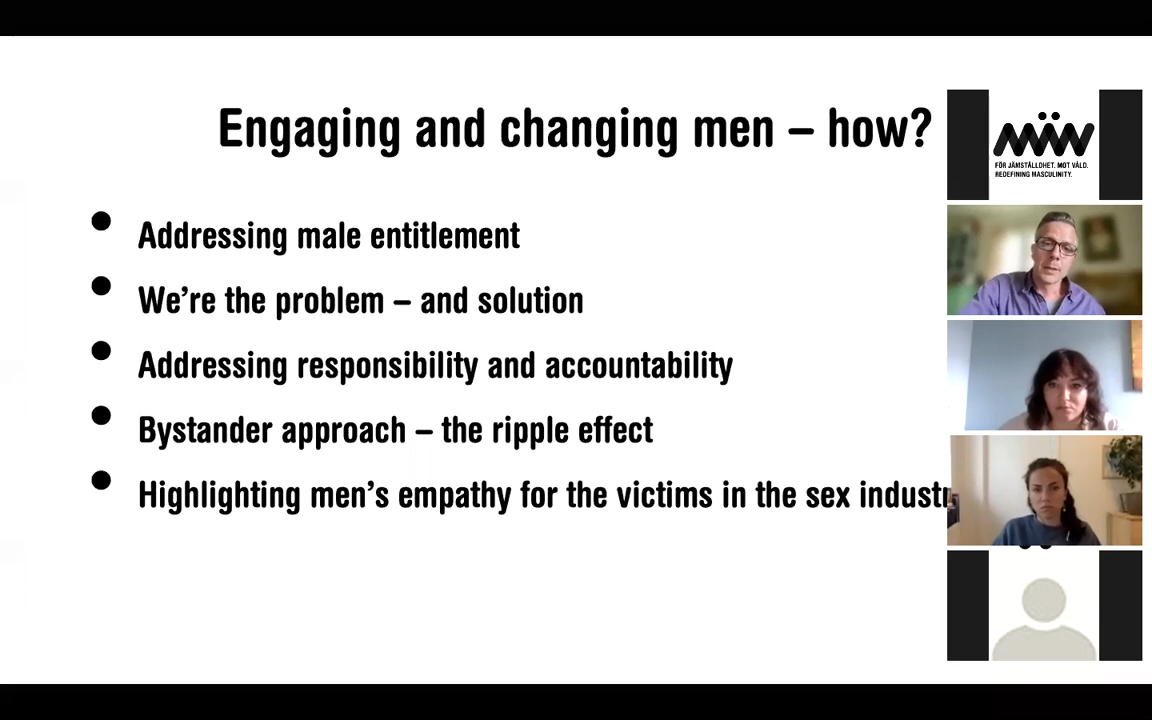 Engaging and changing men – how?
Addressing male entitlement
We’re the problem – and solution
Addressing responsibility and accountability
Bystander approach – the ripple effect
Highlighting men’s empathy for the victims in the sex industr
MÄN
FÖR JÄMSTÄLLDHET. MOT VÅLD.
REDEFINING MASCULINITY.